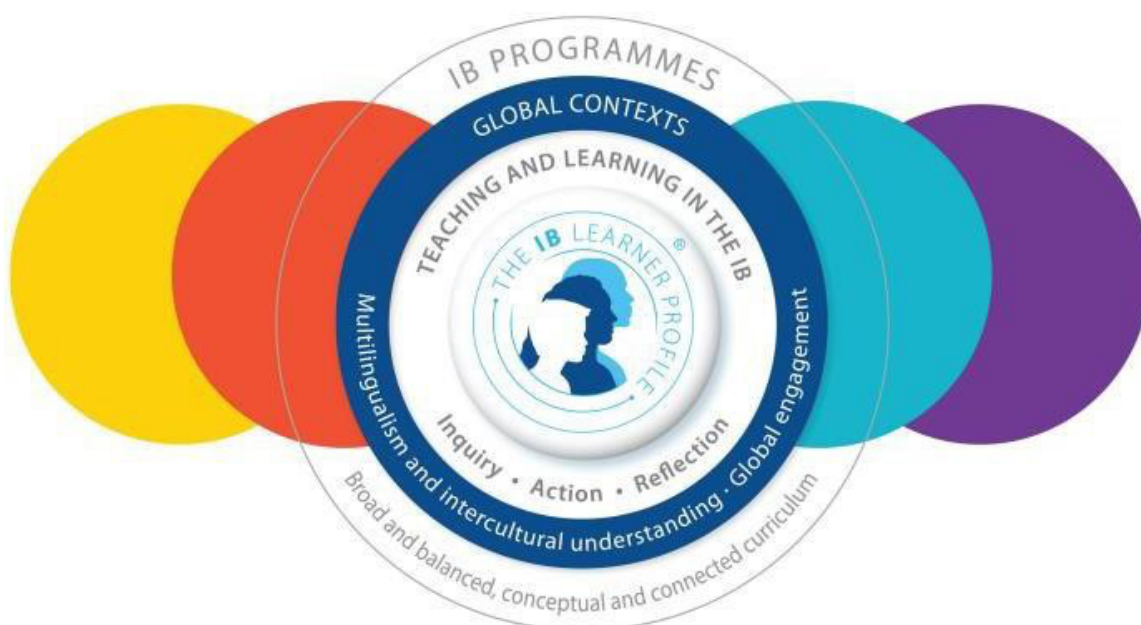 IB PROGRAMMES
GLOBAL CONTEXTS
TEACHING AND LEARNING IN THE IB
• THE IB LEARNER PROFILE •
®
Inquiry • Action • Reflection
Multilingualism and intercultural understanding · Global engagement
Broad and balanced, conceptual and connected curriculum